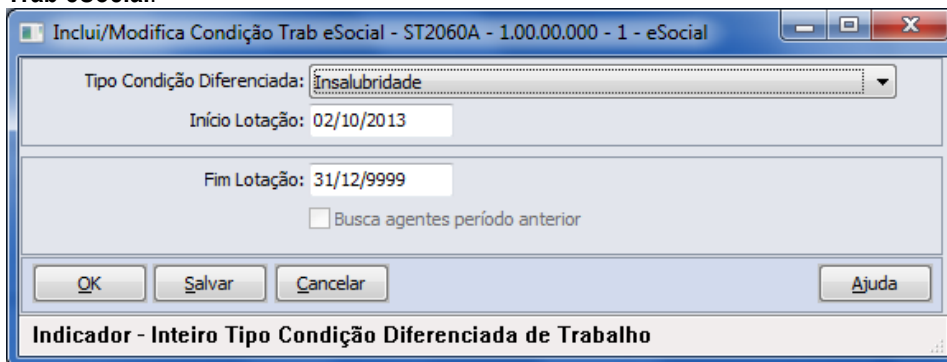 Inclui/Modifica Condição Trab eSocial - ST2060A - 1.00.00.000 - 1 - eSocial
Tipo Condição Diferenciada: Insalubridade
Início Lotação: 02/10/2013
Fim Lotação: 31/12/9999
Busca agentes período anterior
OK Salvar Cancelar Ajuda
Indicador - Inteiro Tipo Condição Diferenciada de Trabalho